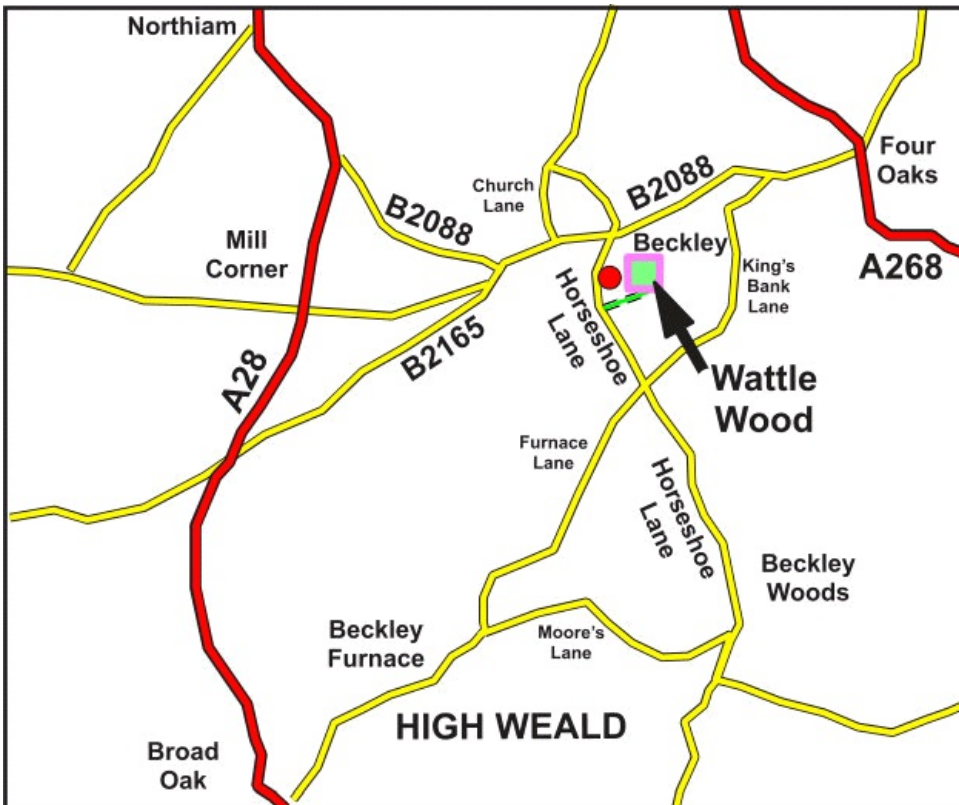 Northiam
Four
Oaks
Church
Lane
B2088
B2088
Mill
Corner
Beckley
A268
King's
Bank
Lane
Horseshoe
Lane
B2165
A28
Wattle
Wood
Furnace
Lane
Horseshoe
Lane
Beckley
Woods
Beckley
Furnace
Moore's
Lane
HIGH WEALD
Broad
Oak